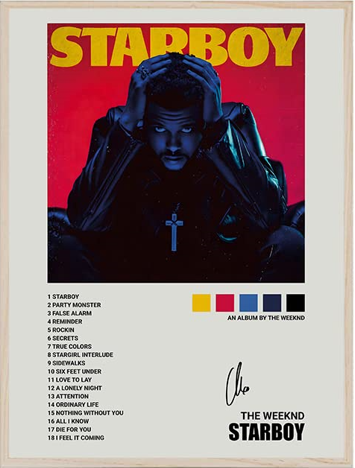 STARBOY
1 STARBOY
2 PARTY MONSTER
3 FALSE ALARM
4 REMINDER
5 ROCKIN
6 SECRETS
7 TRUE COLORS
8 STARGIRL INTERLUDE
9 SIDEWALKS
10 SIX FEET UNDER
11 LOVE TO LAY
12 A LONELY NIGHT
13 ATTENTION
14 ORDINARY LIFE
15 NOTHING WITHOUT YOU
16 ALL I KNOW
17 DIE FOR YOU
18 I FEEL IT COMING
AN ALBUM BY THE WEEKND
THE WEEKND
STARBOY